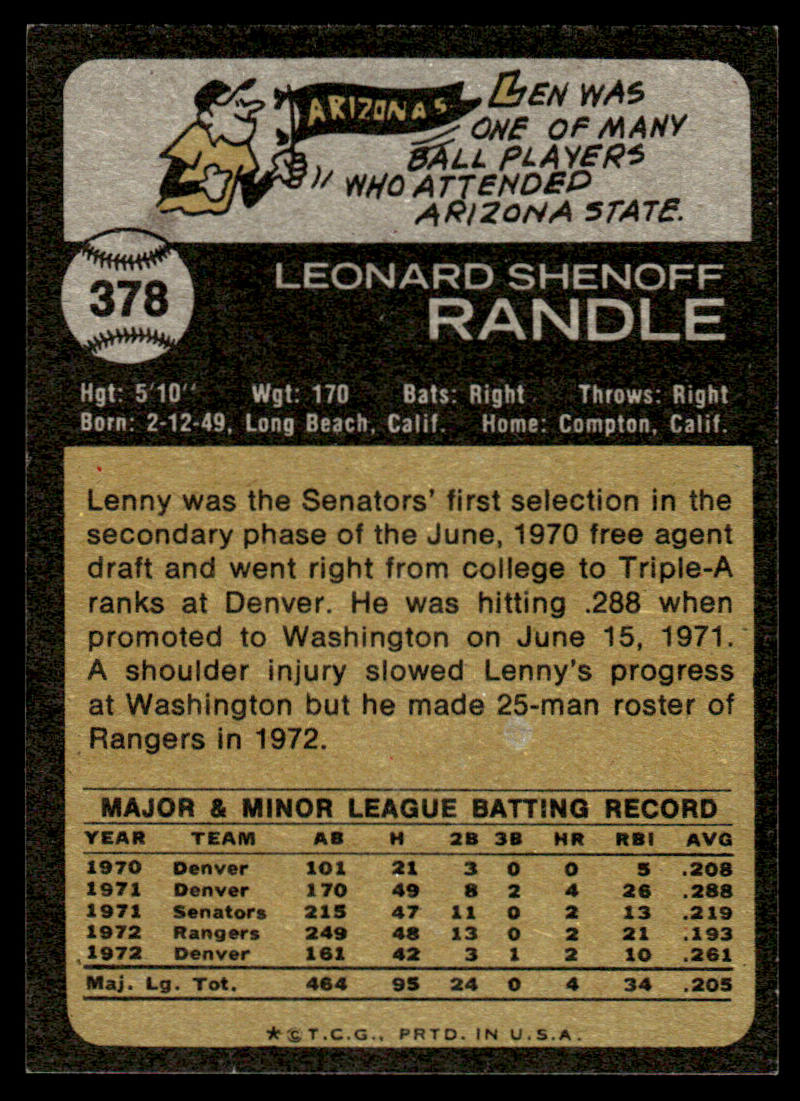 ARIZONA S.
LEN WAS
ONE OF MANY
BALL PLAYERS
WHO ATTENDED
ARIZONA STATE.
378
LEONARD SHENOFF
RANDLE
Hgt: 5'10" Wgt: 170 Bats: Right Throws: Right
Born: 2-12-49, Long Beach, Calif. Home: Compton, Calif.
Lenny was the Senators' first selection in the
secondary phase of the June, 1970 free agent
draft and went right from college to Triple-A
ranks at Denver. He was hitting .288 when
promoted to Washington on June 15, 1971.
A shoulder injury slowed Lenny's progress
at Washington but he made 25-man roster of
Rangers in 1972.
MAJOR & MINOR LEAGUE BATTING RECORD
YEAR TEAM AB H 2B 3B HR RBI AVG
1970 Denver 101 21 3 0 0 5 .208
1971 Denver 170 49 8 2 4 26 .288
1971 Senators 215 47 11 0 2 13 .219
1972 Rangers 249 48 13 0 2 21 .193
1972 Denver 161 42 3 1 2 10 .261
Maj. Lg. Tot. 464 95 24 0 4 34 .205
*© T.C.G., PRTD. IN U.S.A.